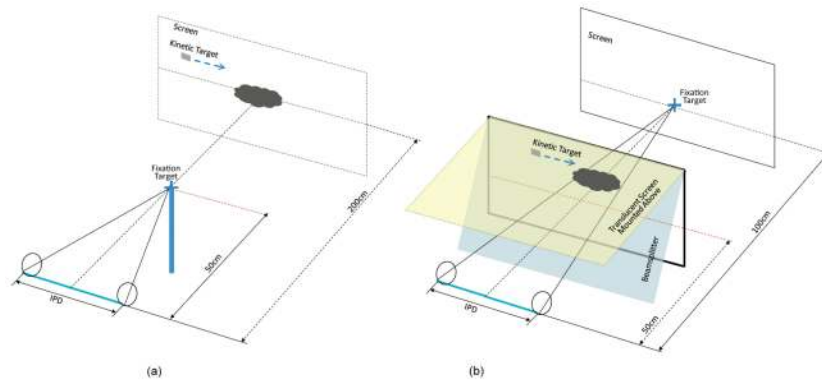 Screen
Kinetic Target
Fixation
Target
200cm
50cm
IPD
(a)
Screen
Fixation
Target
Kinetic Target
Translucent Screen
Mounted Above
Beamsplitter
100cm
50cm
IPD
(b)